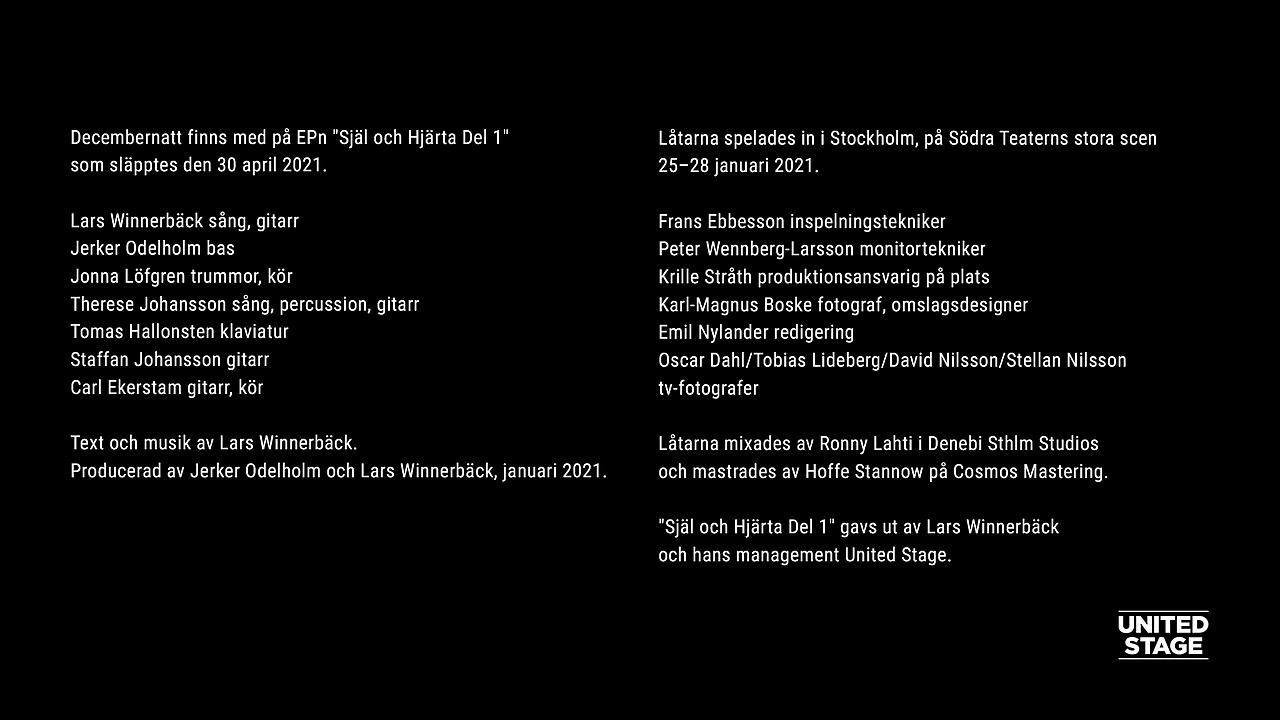 Decembernatt finns med på EPn "Själ och Hjärta Del 1"
som släpptes den 30 april 2021.
Lars Winnerbäck sång, gitarr
Jerker Odelholm bas
Jonna Löfgren trummor, kör
Therese Johansson sång, percussion, gitarr
Tomas Hallonsten klaviatur
Staffan Johansson gitarr
Carl Ekerstam gitarr, kör
Text och musik av Lars Winnerbäck.
Producerad av Jerker Odelholm och Lars Winnerbäck, januari 2021.
Låtarna spelades in i Stockholm, på Södra Teaterns stora scen
25–28 januari 2021.
Frans Ebbesson inspelningstekniker
Peter Wennberg-Larsson monitortekniker
Krille Stråth produktionsansvarig på plats
Karl-Magnus Boske fotograf, omslagsdesigner
Emil Nylander redigering
Oscar Dahl/Tobias Lideberg/David Nilsson/Stellan Nilsson
tv-fotografer
Låtarna mixades av Ronny Lahti i Denebi Sthlm Studios
och mastrades av Hoffe Stannow på Cosmos Mastering.
"Själ och Hjärta Del 1" gavs ut av Lars Winnerbäck
och hans management United Stage.
UNITED
STAGE